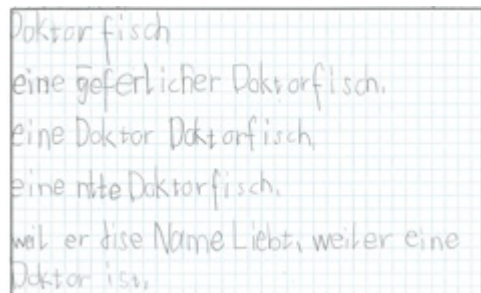 Doktor fisch
eine geferlicher Doktorfisch.
eine Doktor Doktorfisch.
eine Doktorfisch.
weil er dise Name Liebt, weil er eine
Doktor ist.